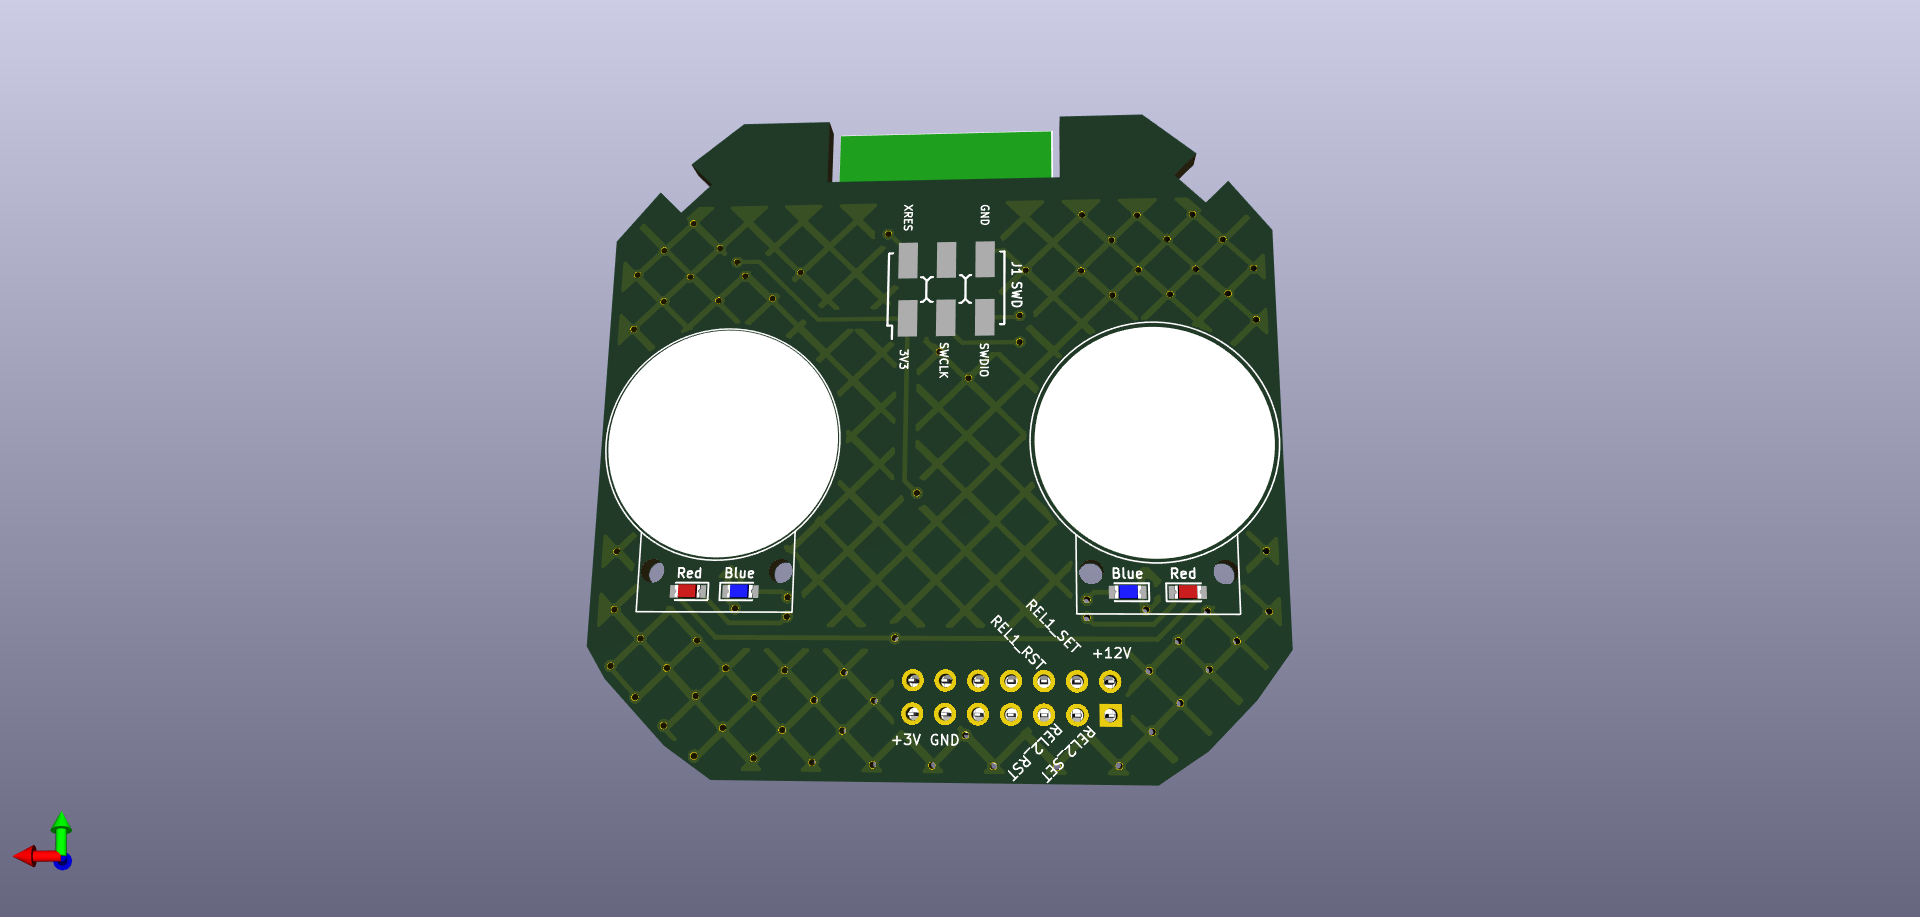 XRES
GND
J1 SWD
3V3
SWCLK
SWDIO
Red
Blue
Blue
Red
REL1_SET
REL1_RST
+12V
+3V
GND
REL2_RST
REL2_SET